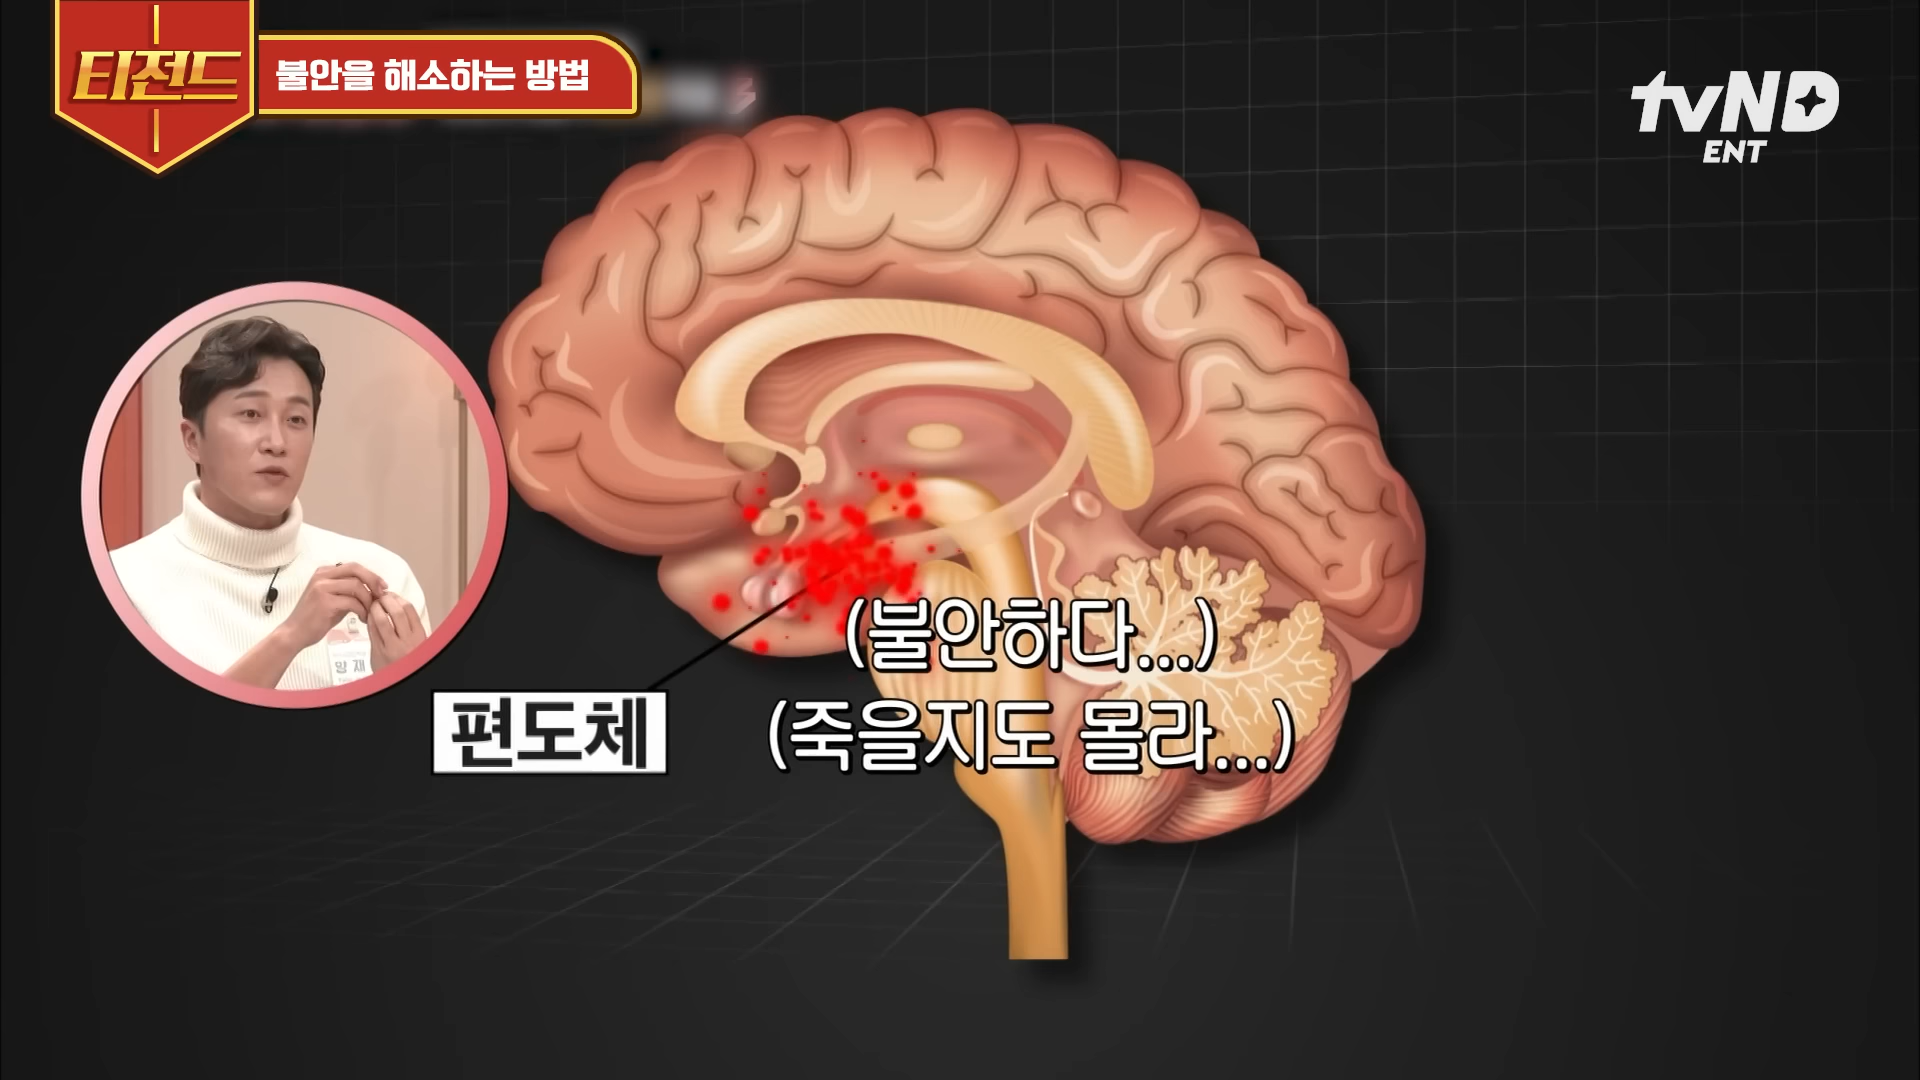 티전드
불안을 해소하는 방법
tvND
ENT
편도체
(불안하다...)
(죽을지도 몰라...)